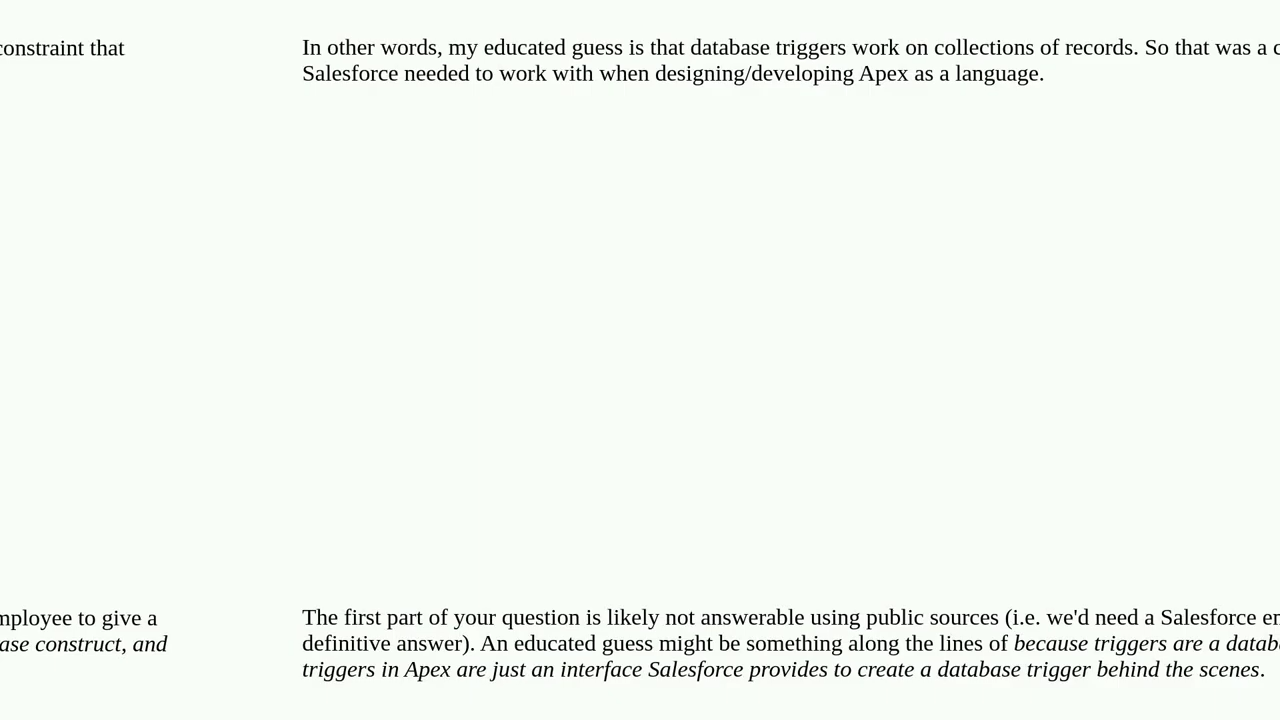 constraint that
In other words, my educated guess is that database triggers work on collections of records. So that was a c
Salesforce needed to work with when designing/developing Apex as a language.
mployee to give a
ase construct, and
The first part of your question is likely not answerable using public sources (i.e. we'd need a Salesforce em
definitive answer). An educated guess might be something along the lines of because triggers are a databa
triggers in Apex are just an interface Salesforce provides to create a database trigger behind the scenes.